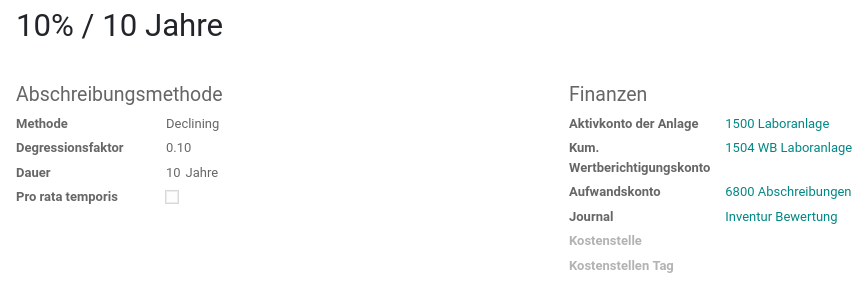 10% / 10 Jahre
Abschreibungsmethode
Methode Declining
Degressionsfaktor 0.10
Dauer 10 Jahre
Pro rata temporis
Finanzen
Aktivkonto der Anlage 1500 Laboranlage
Kum. 1504 WB Laboranlage
Wertberichtigungskonto
Aufwandskonto 6800 Abschreibungen
Journal Inventur Bewertung
Kostenstelle
Kostenstellen Tag